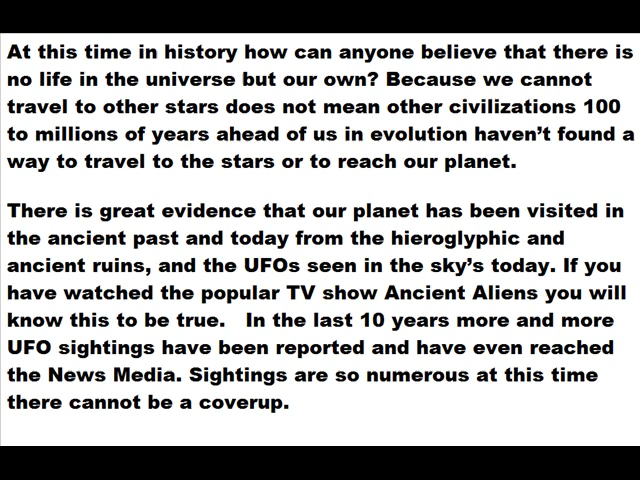 At this time in history how can anyone believe that there is
no life in the universe but our own? Because we cannot
travel to other stars does not mean other civilizations 100
to millions of years ahead of us in evolution haven’t found a
way to travel to the stars or to reach our planet.
There is great evidence that our planet has been visited in
the ancient past and today from the hieroglyphic and
ancient ruins, and the UFOs seen in the sky’s today. If you
have watched the popular TV show Ancient Aliens you will
know this to be true. In the last 10 years more and more
UFO sightings have been reported and have even reached
the News Media. Sightings are so numerous at this time
there cannot be a coverup.